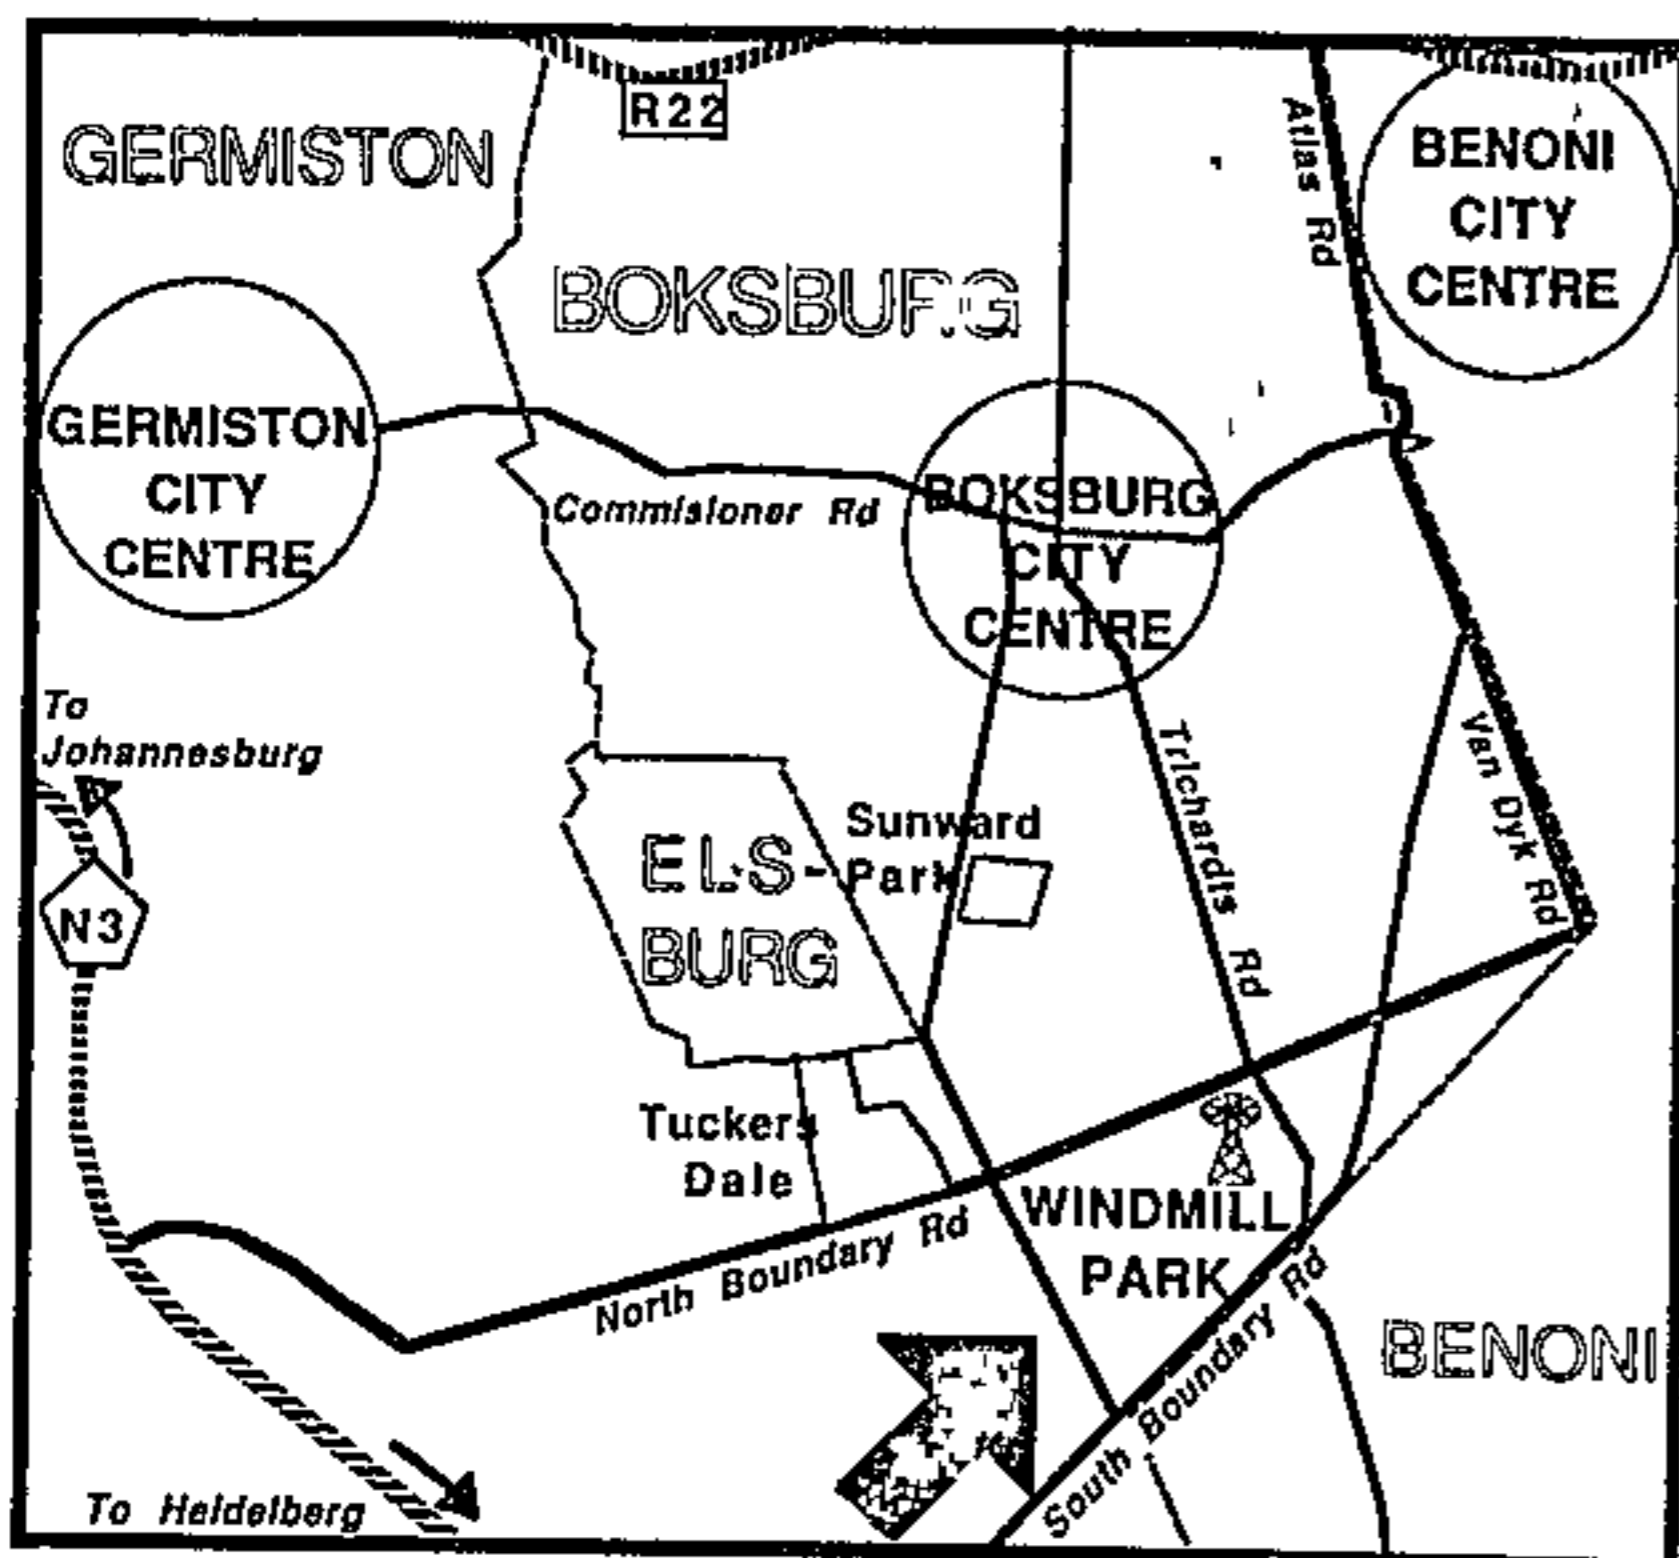 R22
GERMISTON
BENONI
CITY
CENTRE
Atlas Rd
BOKSBURG
GERMISTON
CITY
CENTRE
Commisioner Rd
BOKSBURG
CITY
CENTRE
To
Johannesburg
Trichardts Rd
Van Dyk Rd
Sunward
Park
ELS-
BURG
N3
Tuckers
Dale
WINDMILL
PARK
North Boundary Rd
South Boundary Rd
BENONI
To Heidelberg